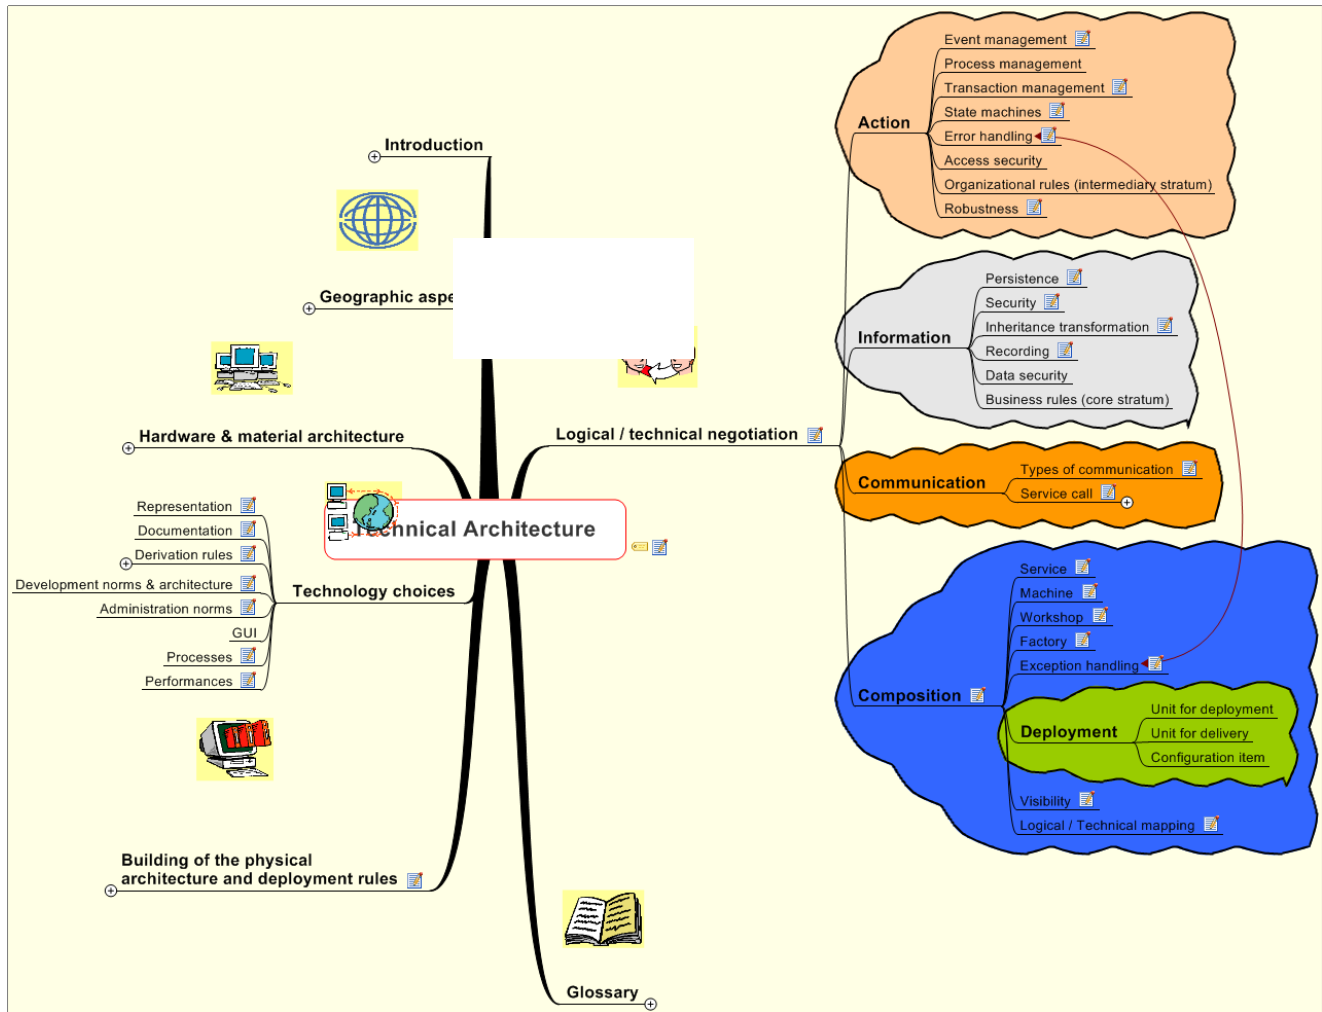 Introduction
Geographic
Hardware & material architecture
Technical Architecture
Technology choices
Representation
Documentation
Derivation rules
Development norms & architecture
Administration norms
GUI
Processes
Performances
Building of the physical
architecture and deployment rules
Glossary
Logical / technical negotiation
Action
Event management
Process management
Transaction management
State machines
Error handling
Access security
Organizational rules (intermediary stratum)
Robustness
Information
Persistence
Security
Inheritance transformation
Recording
Data security
Business rules (core stratum)
Communication
Types of communication
Service call
Composition
Service
Machine
Workshop
Factory
Exception handling
Deployment
Unit for deployment
Unit for delivery
Configuration item
Visibility
Logical / Technical mapping